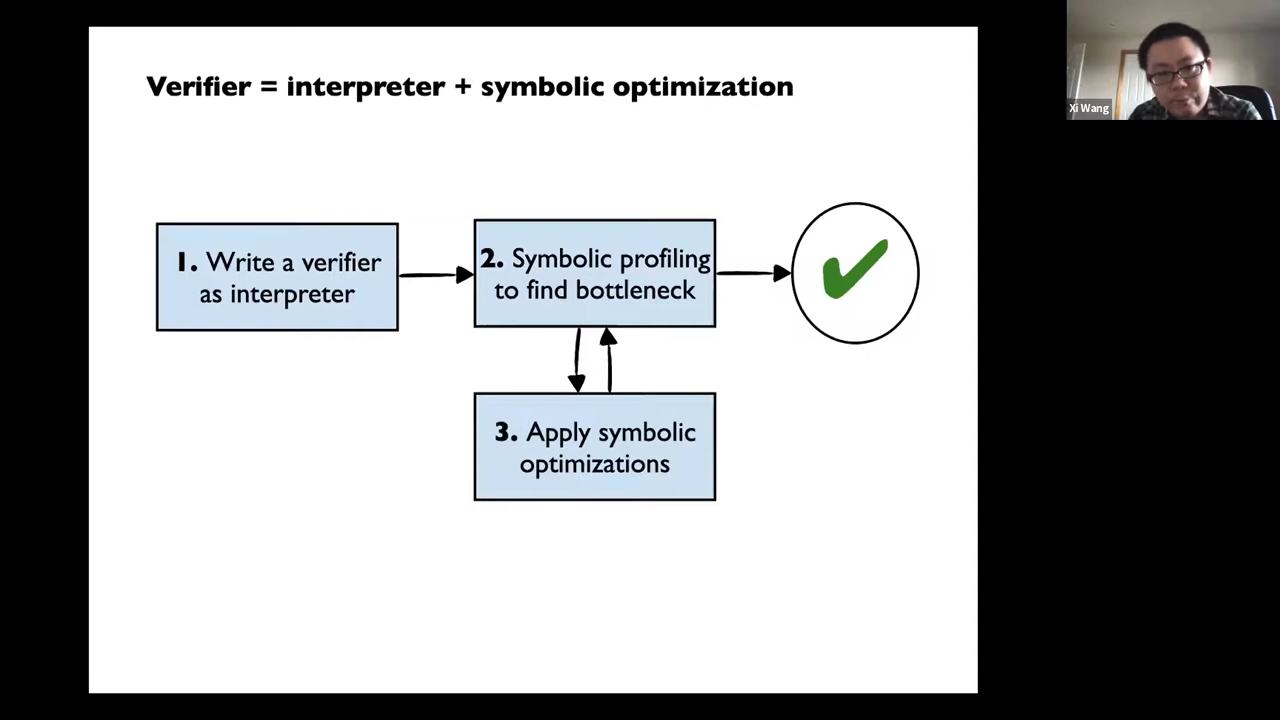 Verifier = interpreter + symbolic optimization
1. Write a verifier
as interpreter
2. Symbolic profiling
to find bottleneck
3. Apply symbolic
optimizations
Xi Wang